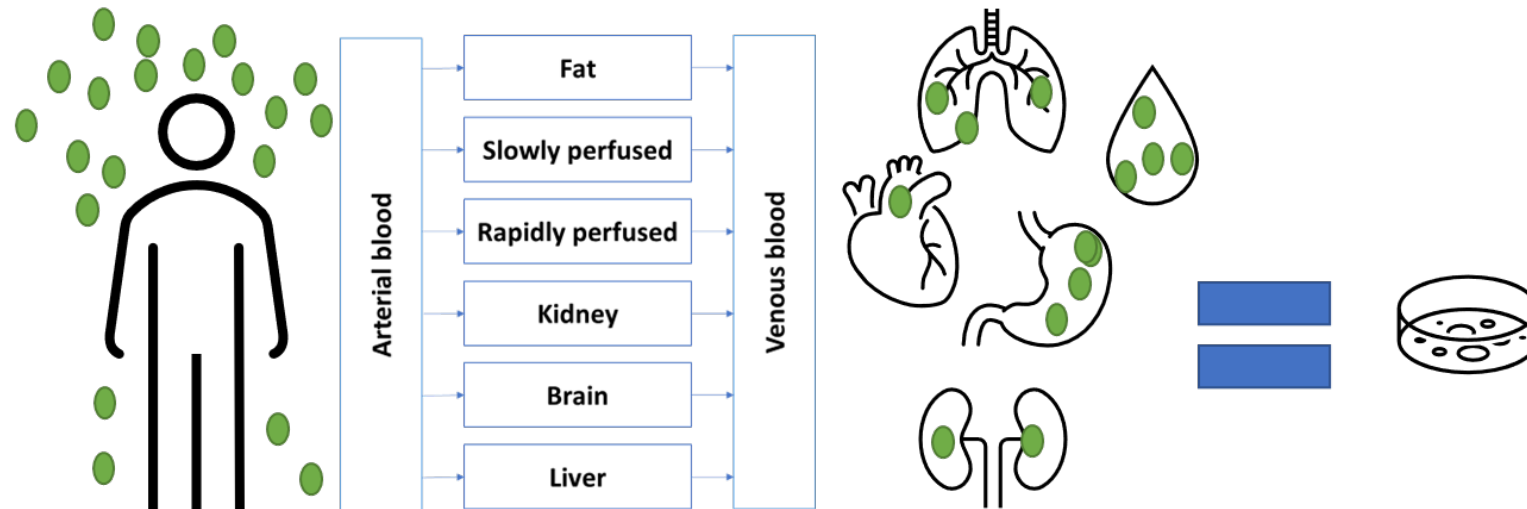 Arterial blood
Fat
Slowly perfused
Rapidly perfused
Kidney
Brain
Liver
Venous blood